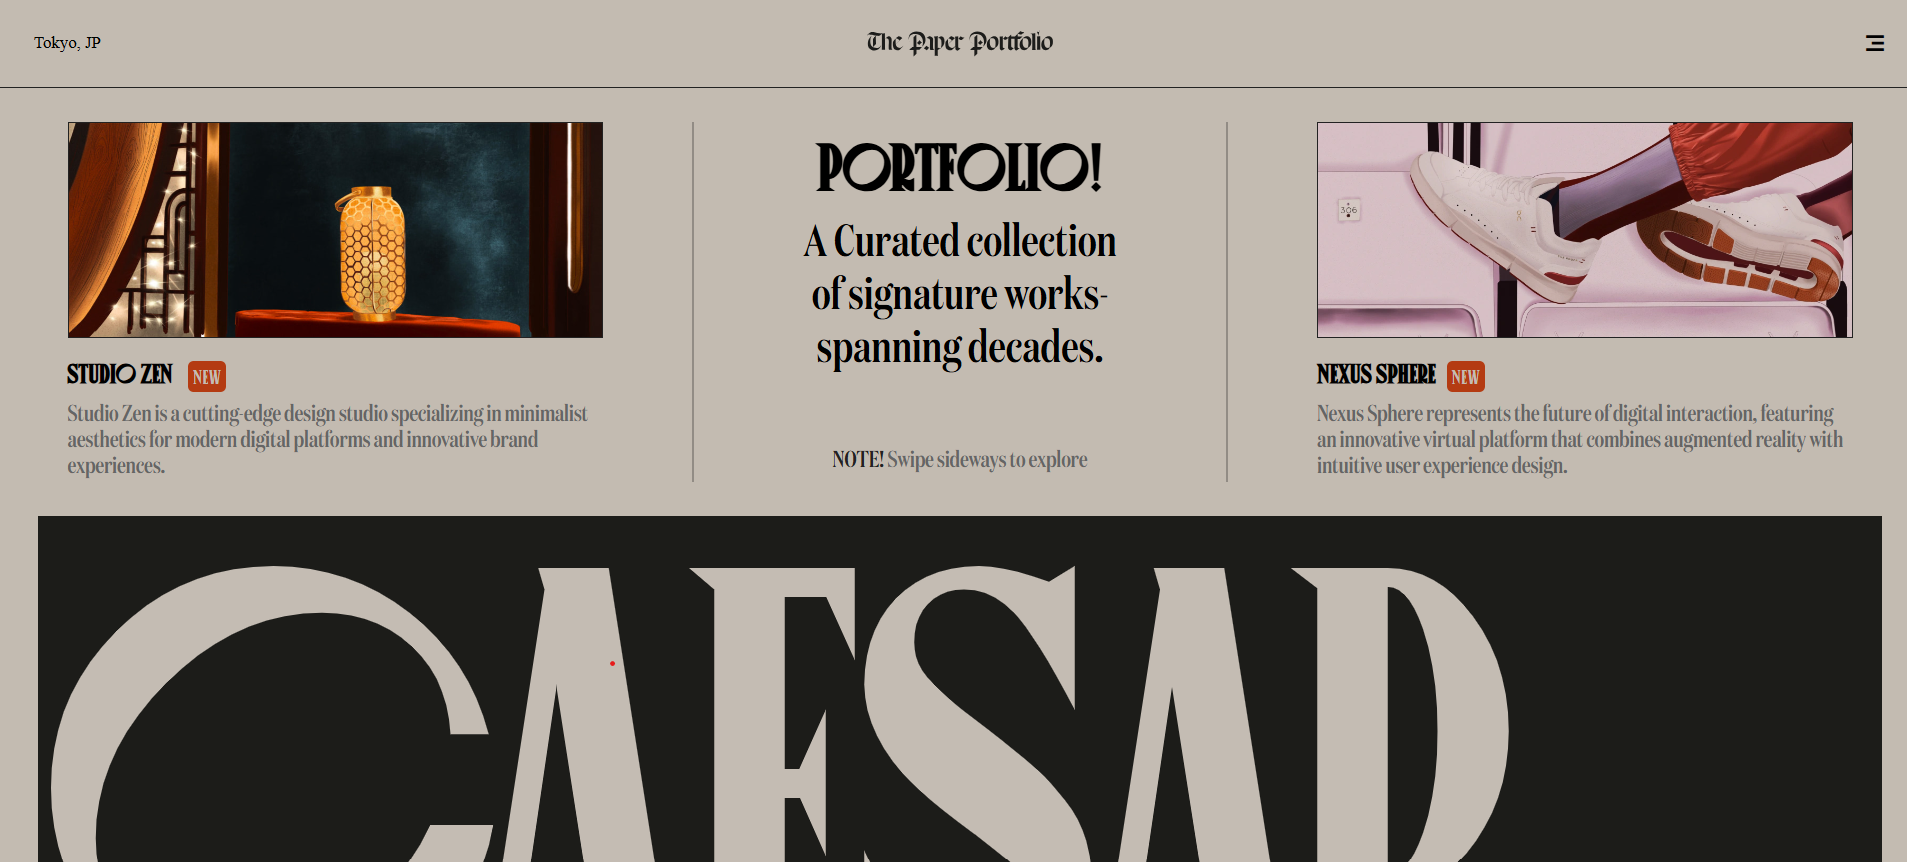 Tokyo, JP
The Paper Portfolio
PORTFOLIO!
A Curated collection
of signature works-
spanning decades.
NOTE! Swipe sideways to explore
306
STUDIO ZEN NEW
Studio Zen is a cutting-edge design studio specializing in minimalist
aesthetics for modern digital platforms and innovative brand
experiences.
NEXUS SPHERE NEW
Nexus Sphere represents the future of digital interaction, featuring
an innovative virtual platform that combines augmented reality with
intuitive user experience design.
CAESAR